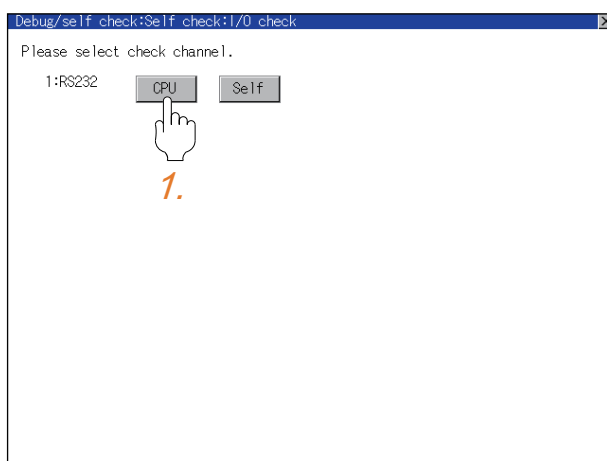 Debug/self check:Self check:I/O check
Please select check channel.
1:RS232 CPU Self
1.